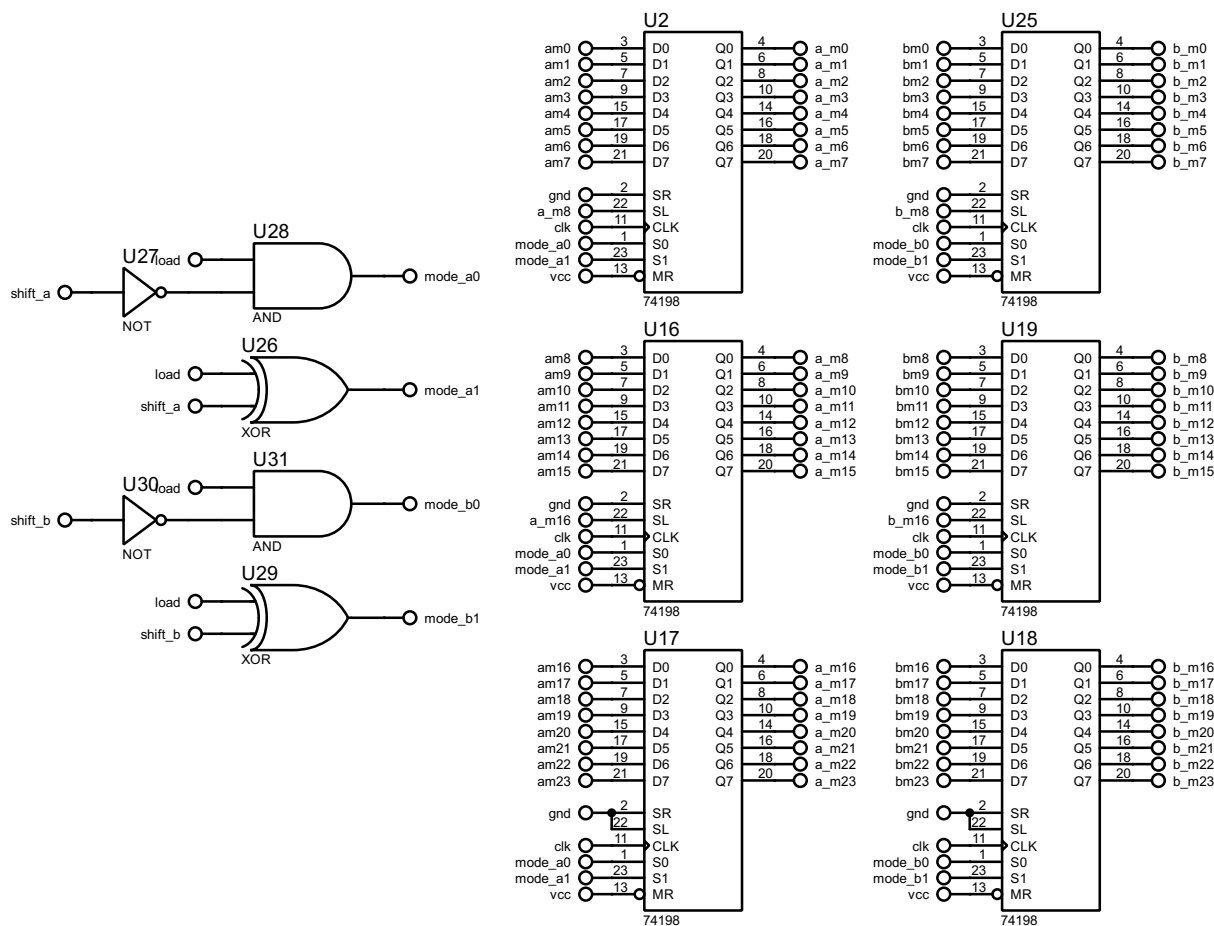 U27
load
U28
shift_a
NOT
AND
mode_a0
U26
load
shift_a
XOR
mode_a1
U30
load
U31
shift_b
NOT
AND
mode_b0
U29
load
shift_b
XOR
mode_b1
U2
am0 3 D0 Q0 4 a_m0
am1 5 D1 Q1 6 a_m1
am2 7 D2 Q2 8 a_m2
am3 9 D3 Q3 10 a_m3
am4 15 D4 Q4 14 a_m4
am5 17 D5 Q5 16 a_m5
am6 19 D6 Q6 18 a_m6
am7 21 D7 Q7 20 a_m7
gnd 2 SR
a_m8 22 SL
clk 11 CLK
mode_a0 1 S0
mode_a1 23 S1
vcc 13 MR
74198
U25
bm0 3 D0 Q0 4 b_m0
bm1 5 D1 Q1 6 b_m1
bm2 7 D2 Q2 8 b_m2
bm3 9 D3 Q3 10 b_m3
bm4 15 D4 Q4 14 b_m4
bm5 17 D5 Q5 16 b_m5
bm6 19 D6 Q6 18 b_m6
bm7 21 D7 Q7 20 b_m7
gnd 2 SR
b_m8 22 SL
clk 11 CLK
mode_b0 1 S0
mode_b1 23 S1
vcc 13 MR
74198
U16
am8 3 D0 Q0 4 a_m8
am9 5 D1 Q1 6 a_m9
am10 7 D2 Q2 8 a_m10
am11 9 D3 Q3 10 a_m11
am12 15 D4 Q4 14 a_m12
am13 17 D5 Q5 16 a_m13
am14 19 D6 Q6 18 a_m14
am15 21 D7 Q7 20 a_m15
gnd 2 SR
a_m16 22 SL
clk 11 CLK
mode_a0 1 S0
mode_a1 23 S1
vcc 13 MR
74198
U19
bm8 3 D0 Q0 4 b_m8
bm9 5 D1 Q1 6 b_m9
bm10 7 D2 Q2 8 b_m10
bm11 9 D3 Q3 10 b_m11
bm12 15 D4 Q4 14 b_m12
bm13 17 D5 Q5 16 b_m13
bm14 19 D6 Q6 18 b_m14
bm15 21 D7 Q7 20 b_m15
gnd 2 SR
b_m16 22 SL
clk 11 CLK
mode_b0 1 S0
mode_b1 23 S1
vcc 13 MR
74198
U17
am16 3 D0 Q0 4 a_m16
am17 5 D1 Q1 6 a_m17
am18 7 D2 Q2 8 a_m18
am19 9 D3 Q3 10 a_m19
am20 15 D4 Q4 14 a_m20
am21 17 D5 Q5 16 a_m21
am22 19 D6 Q6 18 a_m22
am23 21 D7 Q7 20 a_m23
gnd 2 SR
22 SL
clk 11 CLK
mode_a0 1 S0
mode_a1 23 S1
vcc 13 MR
74198
U18
bm16 3 D0 Q0 4 b_m16
bm17 5 D1 Q1 6 b_m17
bm18 7 D2 Q2 8 b_m18
bm19 9 D3 Q3 10 b_m19
bm20 15 D4 Q4 14 b_m20
bm21 17 D5 Q5 16 b_m21
bm22 19 D6 Q6 18 b_m22
bm23 21 D7 Q7 20 b_m23
gnd 2 SR
22 SL
clk 11 CLK
mode_b0 1 S0
mode_b1 23 S1
vcc 13 MR
74198